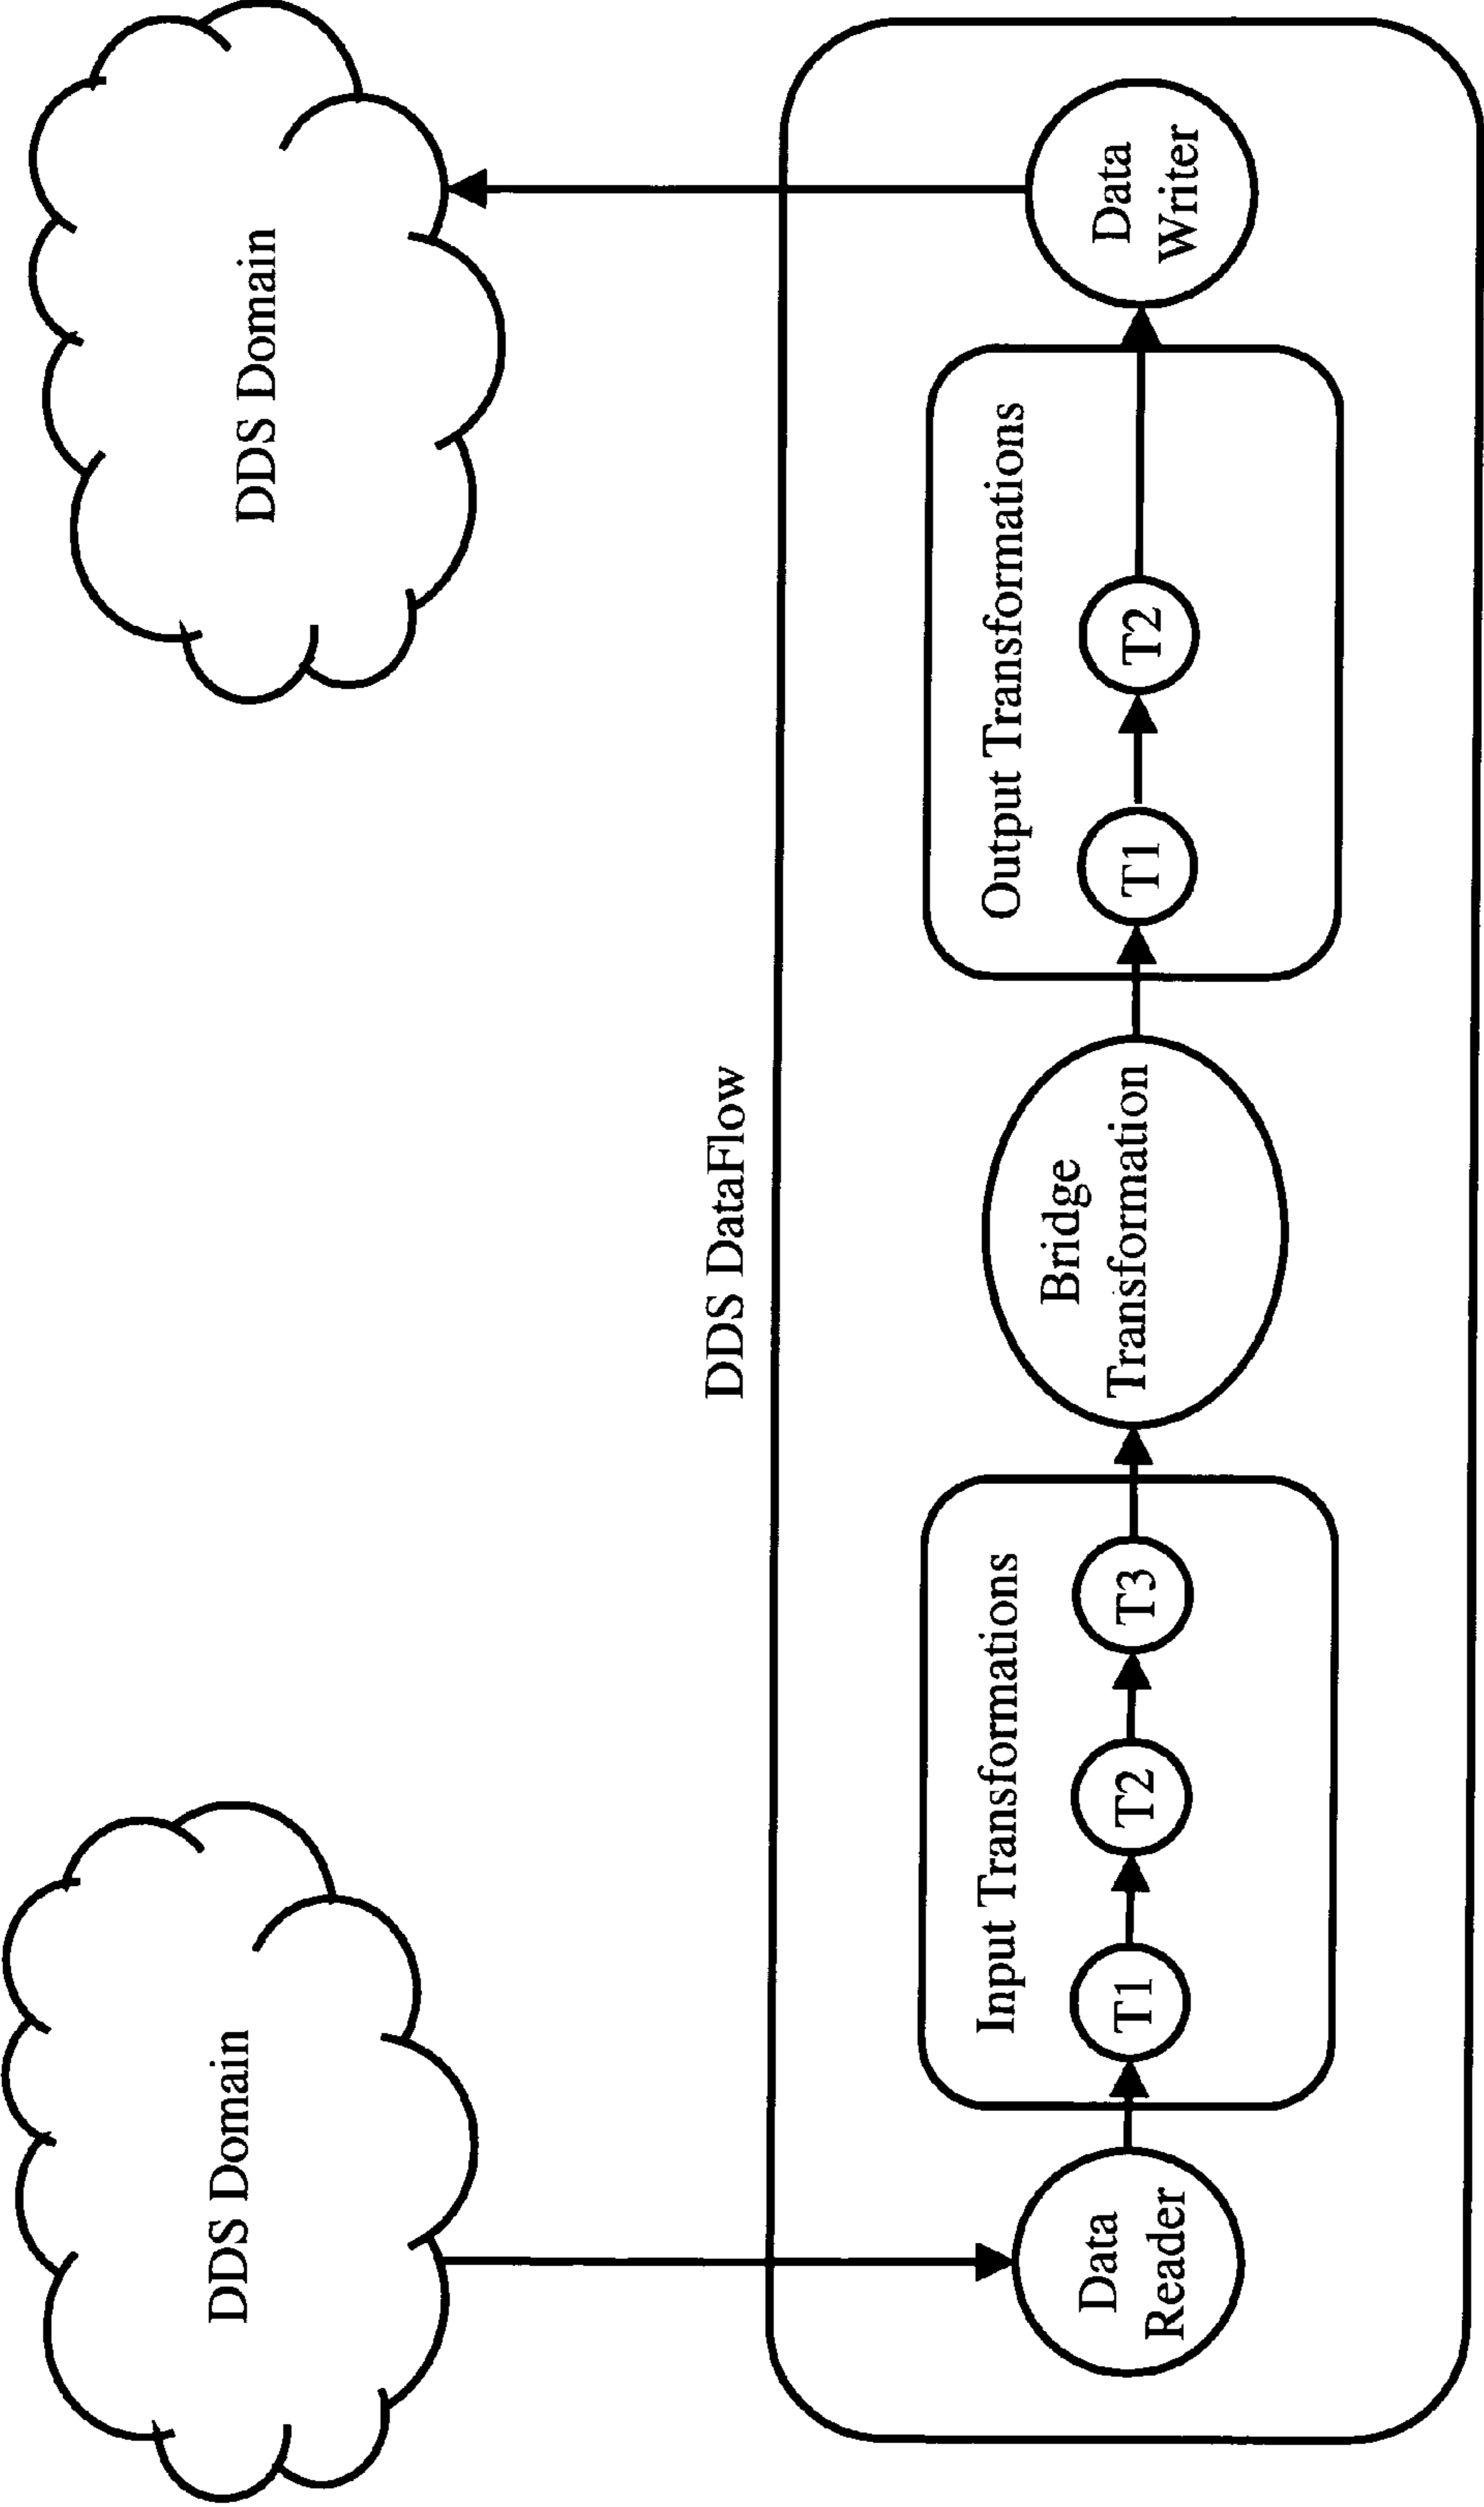 DDS Domain
DDS Domain
DDS DataFlow
Data
Reader
Input Transformations
T1
T2
T3
Bridge
Transformation
Output Transformations
T1
T2
Data
Writer